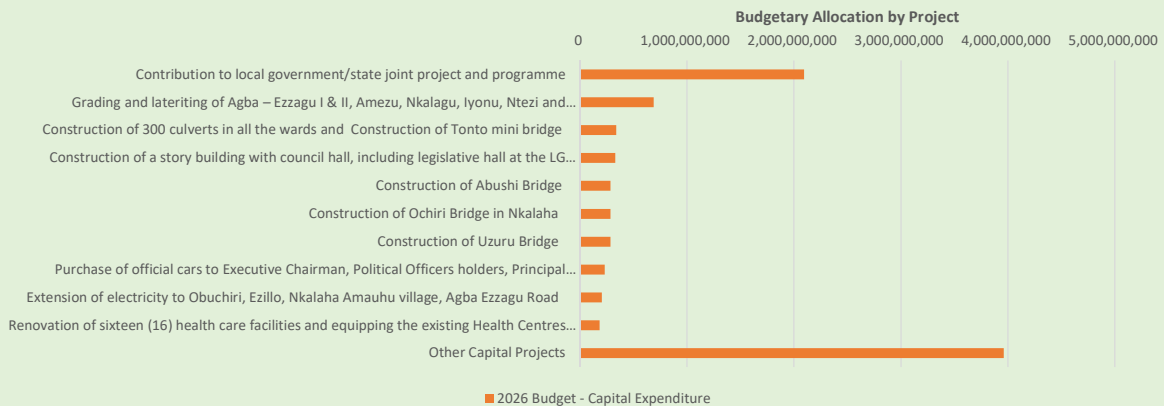 Budgetary Allocation by Project
0 1,000,000,000 2,000,000,000 3,000,000,000 4,000,000,000 5,000,000,000
Contribution to local government/state joint project and programme
Grading and lateriting of Agba – Ezzagu I & II, Amezu, Nkalagu, Iyonu, Ntezi and…
Construction of 300 culverts in all the wards and Construction of Tonto mini bridge
Construction of a story building with council hall, including legislative hall at the LG…
Construction of Abushi Bridge
Construction of Ochiri Bridge in Nkalaha
Construction of Uzuru Bridge
Purchase of official cars to Executive Chairman, Political Officers holders, Principal…
Extension of electricity to Obuchiri, Ezillo, Nkalaha Amauhu village, Agba Ezzagu Road
Renovation of sixteen (16) health care facilities and equipping the existing Health Centres…
Other Capital Projects
2026 Budget - Capital Expenditure